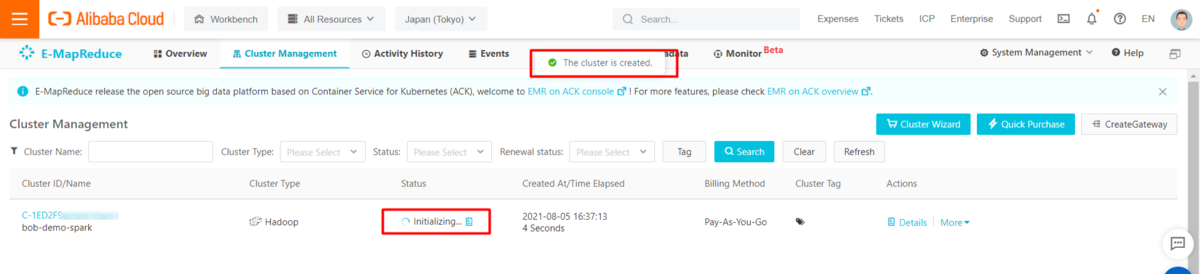 Alibaba Cloud Workbench All Resources Japan (Tokyo) Search... Expenses Tickets ICP Enterprise Support EN
E-MapReduce Overview Cluster Management Activity History Events The cluster is created. Monitor Beta System Management Help
E-MapReduce release the open source big data platform based on Container Service for Kubernetes (ACK), welcome to EMR on ACK console ! For more features, please check EMR on ACK overview .
Cluster Management Cluster Wizard Quick Purchase CreateGateway
Cluster Name: Cluster Type: Please Select Status: Please Select Renewal status: Please Select Tag Search Clear Refresh
Cluster ID/Name Cluster Type Status Created At/Time Elapsed Billing Method Cluster Tag Actions
C-1ED2F9 Hadoop Initializing... 2021-08-05 16:37:13 Pay-As-You-Go Details More
bob-demo-spark 4 Seconds